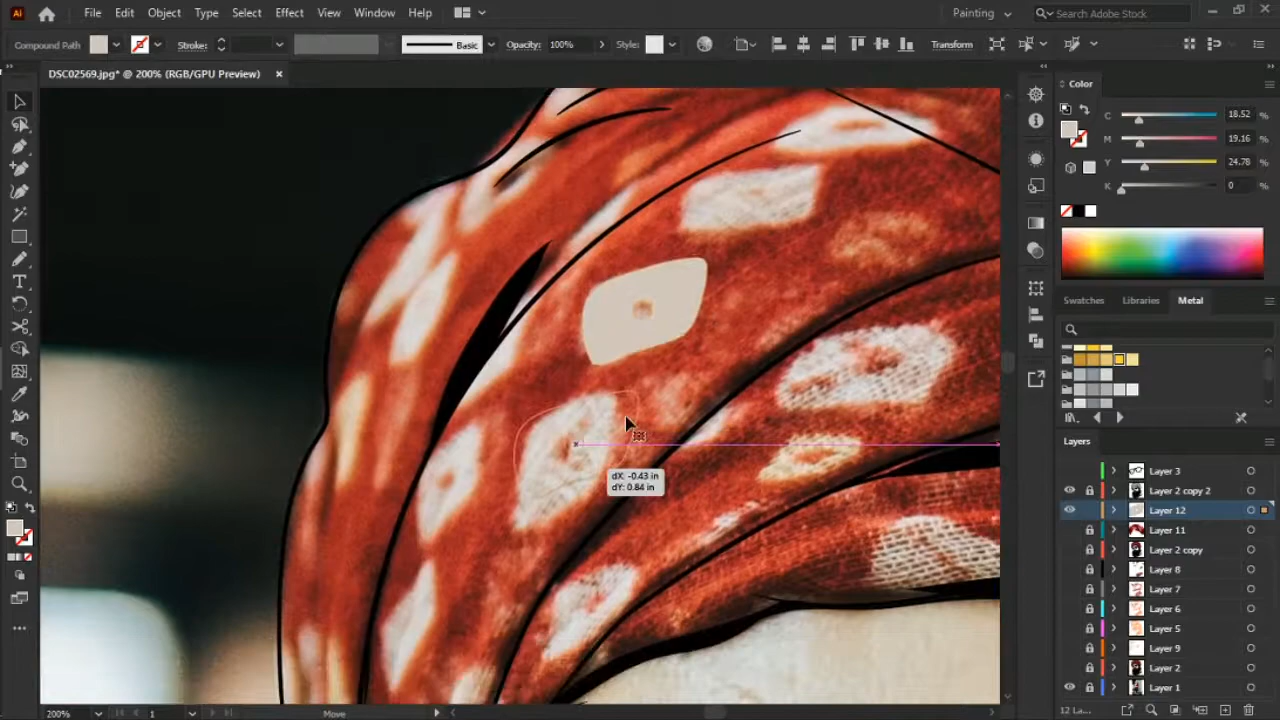 Ai File Edit Object Type Select Effect View Window Help Painting Search Adobe Stock
Compound Path Stroke: Basic Opacity: 100% Style: Transform
DSC02569.jpg* @ 200% (RGB/GPU Preview)
Color
C 18.52 %
M 19.16 %
Y 24.78 %
K 0 %
Swatches Libraries Metal
Layers
Layer 3
Layer 2 copy 2
Layer 12
Layer 11
Layer 2 copy
Layer 8
Layer 7
Layer 6
Layer 5
Layer 9
Layer 2
Layer 1
dX: -0.43 in
dY: 0.84 in
200% 1 Move 12 La...